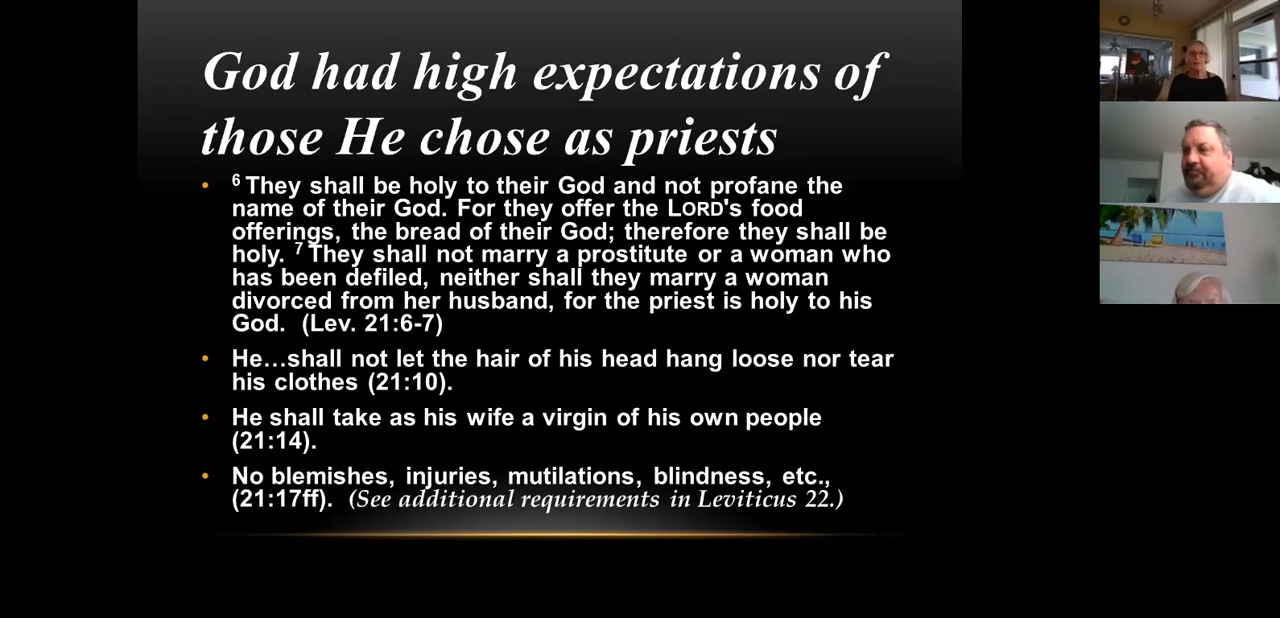 God had high expectations of
those He chose as priests
• 6 They shall be holy to their God and not profane the
name of their God. For they offer the LORD's food
offerings, the bread of their God; therefore they shall be
holy. 7 They shall not marry a prostitute or a woman who
has been defiled, neither shall they marry a woman
divorced from her husband, for the priest is holy to his
God. (Lev. 21:6-7)
• He…shall not let the hair of his head hang loose nor tear
his clothes (21:10).
• He shall take as his wife a virgin of his own people
(21:14).
• No blemishes, injuries, mutilations, blindness, etc.,
(21:17ff). (See additional requirements in Leviticus 22.)